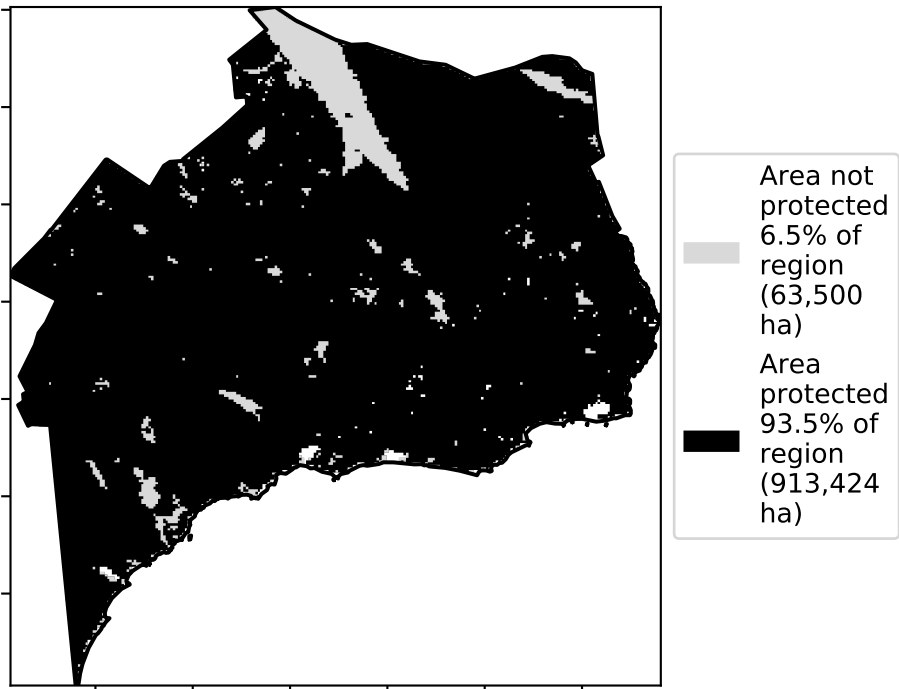 Area not
protected
6.5% of
region
(63,500
ha)
Area
protected
93.5% of
region
(913,424
ha)